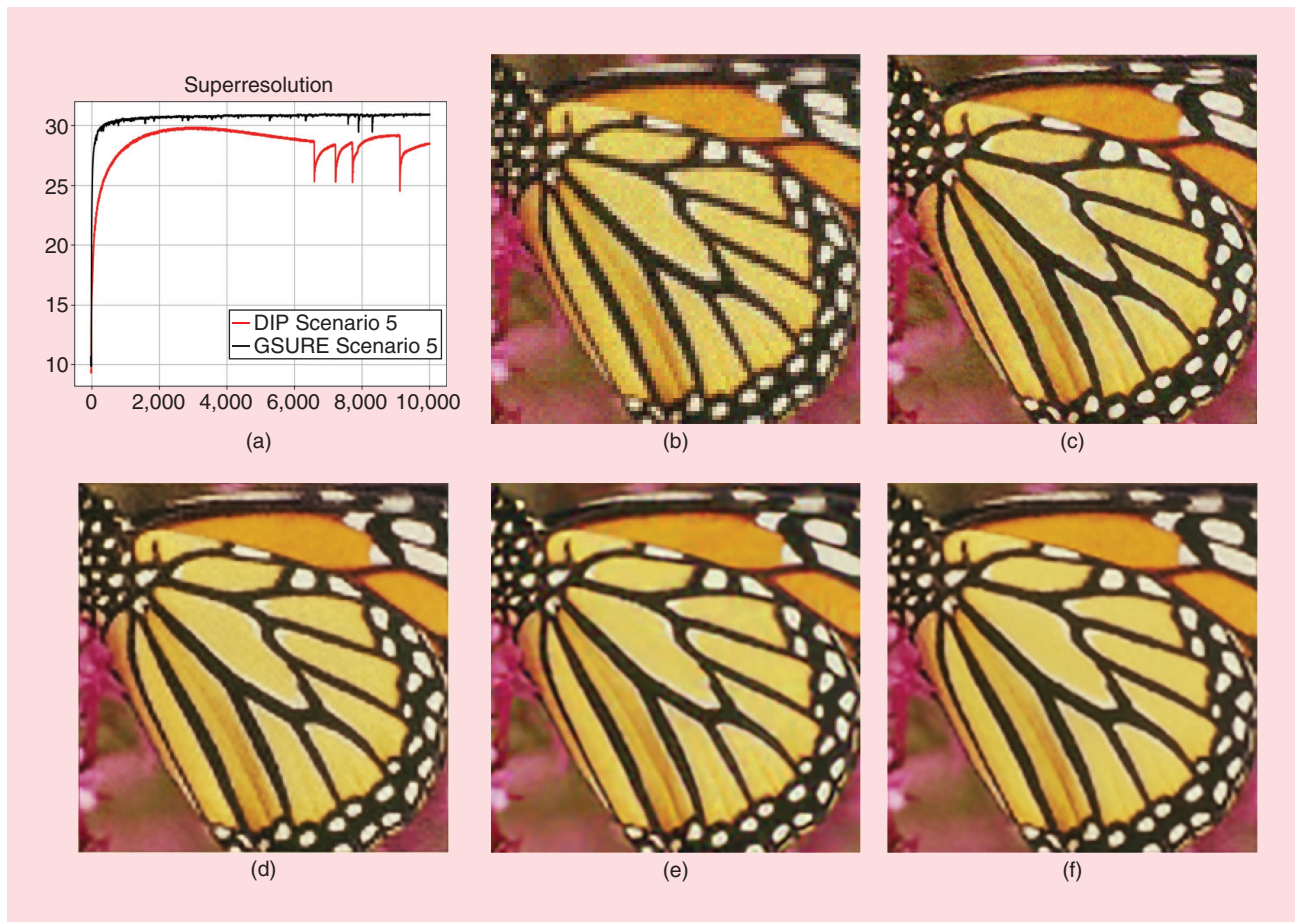 Superresolution
30
25
20
15
10
DIP Scenario 5
GSURE Scenario 5
0 2,000 4,000 6,000 8,000 10,000
(a)
(b)
(c)
(d)
(e)
(f)